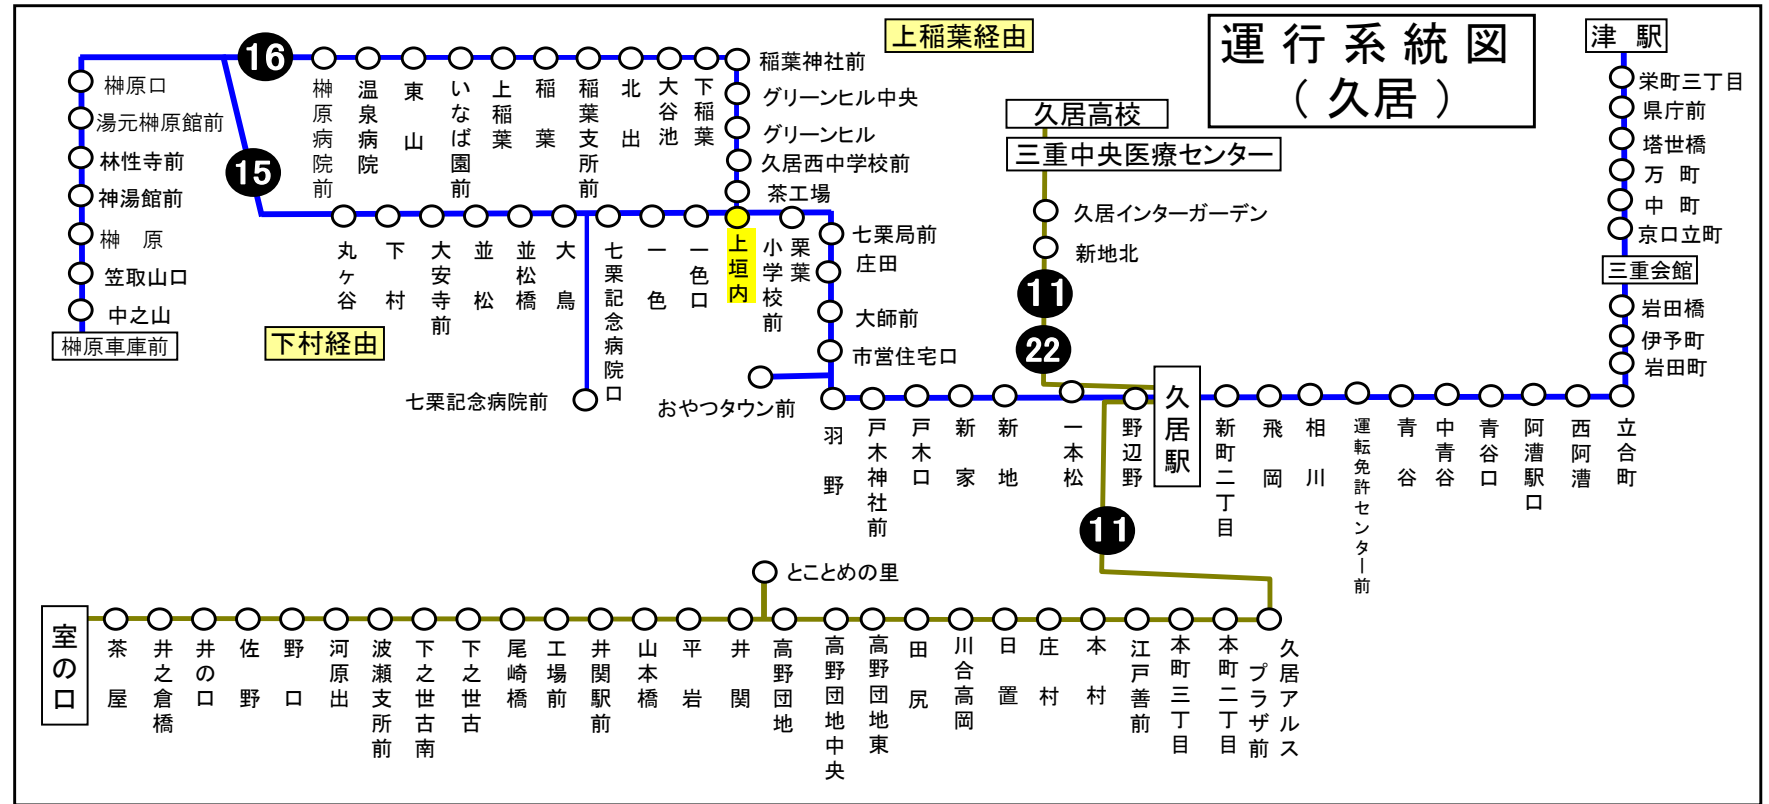 運行系統図
（久居）
上稲葉経由
津駅
栄町三丁目
県庁前
塔世橋
万町
中町
京口立町
三重会館
岩田橋
伊予町
岩田町
立合町
西阿漕
阿漕駅口
青谷口
中青谷
青谷
運転免許センター前
相川
飛岡
新町二丁目
久居駅
野辺野
一本松
新地
新家
戸木口
戸木神社前
羽野
おやつタウン前
市営住宅口
大師前
庄田
七栗局前
栗葉
小学校前
上垣内
一色口
一色
七栗記念病院口
七栗記念病院前
大鳥
並松橋
並松
大安寺前
下村
丸ヶ谷
下村経由
15
16
茶工場
久居西中学校前
グリーンヒル
グリーンヒル中央
稲葉神社前
下稲葉
大谷池
北出
稲葉支所前
稲葉
上稲葉
いなば園前
東山
温泉病院
榊原病院前
榊原口
湯元榊原館前
林性寺前
神湯館前
榊原
笠取山口
中之山
榊原車庫前
久居高校
三重中央医療センター
久居インターガーデン
新地北
11
22
11
とことめの里
室の口
茶屋
井之倉橋
井の口
佐野
野口
河原出
波瀬支所前
下之世古南
下之世古
尾崎橋
工場前
井関駅前
山本橋
平岩
井関
高野団地
高野団地中央
高野団地東
田尻
川合高岡
日置
庄村
本村
江戸善前
本町三丁目
本町二丁目
久居アルス
プラザ前